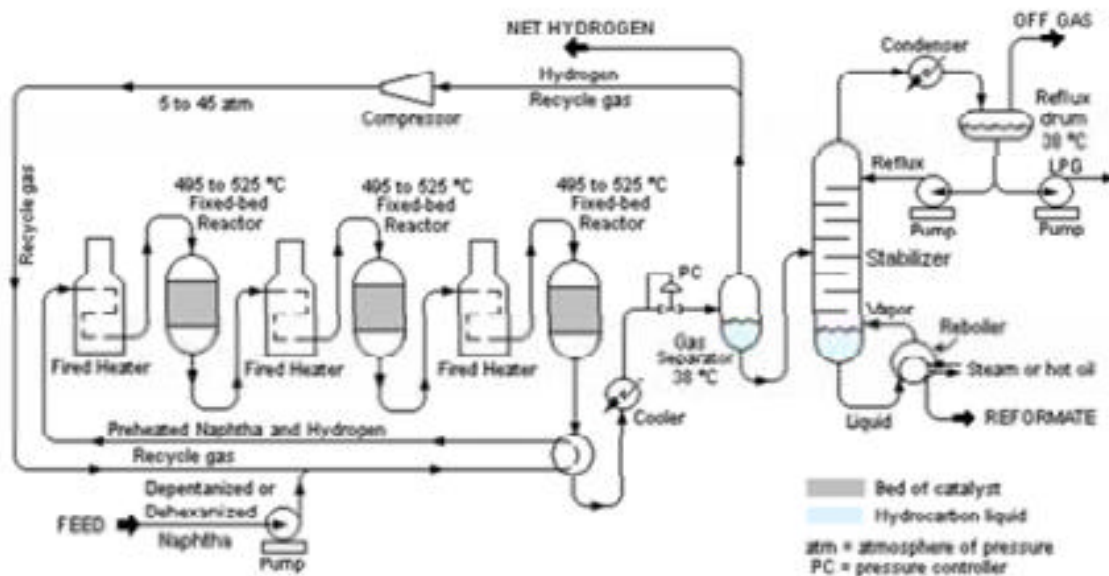 NET HYDROGEN
OFF GAS
Condenser
Hydrogen
Recycle gas
5 to 45 atm
Compressor
Reflux
drum
38 °C
Reflux
LPG
Pump
Pump
Recycle gas
495 to 525 °C
Fixed-bed
Reactor
495 to 525 °C
Fixed-bed
Reactor
495 to 525 °C
Fixed-bed
Reactor
PC
Stabilizer
Vapor
Reboiler
Fired Heater
Fired Heater
Fired Heater
Gas
Separator
38 °C
Steam or hot oil
Cooler
Liquid
REFORMATE
Preheated Naphtha and Hydrogen
Recycle gas
Depentanized or
Dehexanized
Naphtha
FEED
Pump
Bed of catalyst
Hydrocarbon liquid
atm = atmosphere of pressure
PC = pressure controller